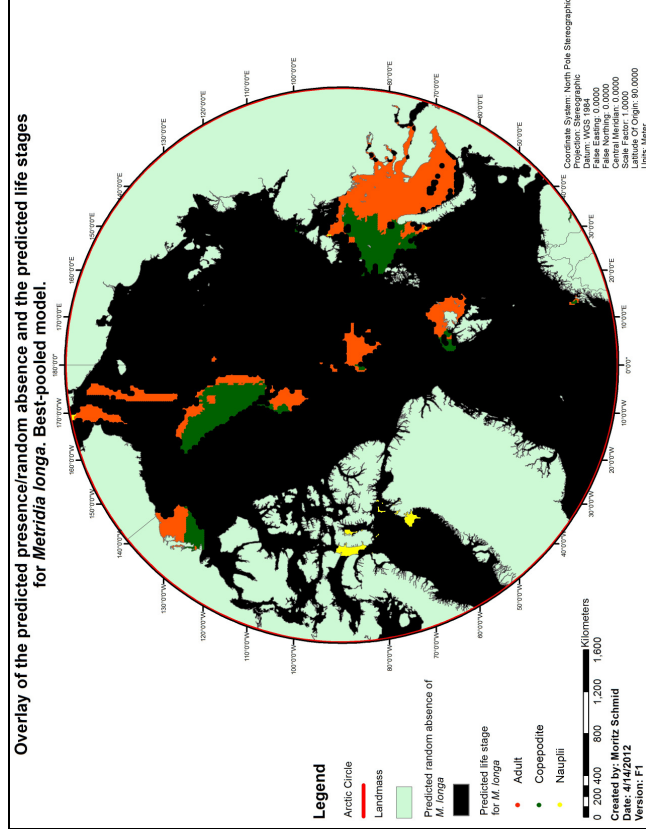 Overlay of the predicted presence/random absence and the predicted life stages
for Metridia longa. Best-pooled model.
180°0'0"
170°0'0"E
160°0'0"E
150°0'0"E
140°0'0"E
130°0'0"E
120°0'0"E
110°0'0"E
100°0'0"E
80°0'0"E
70°0'0"E
50°0'0"E
40°0'0"E
30°0'0"E
20°0'0"E
10°0'0"E
0°0'0"
10°0'0"W
20°0'0"W
30°0'0"W
40°0'0"W
50°0'0"W
60°0'0"W
70°0'0"W
80°0'0"W
100°0'0"W
110°0'0"W
120°0'0"W
130°0'0"W
140°0'0"W
150°0'0"W
160°0'0"W
170°0'0"W
Legend
Arctic Circle
Landmass
Predicted random absence of
M. longa
Predicted life stage
for M. longa
Adult
Copepodite
Nauplii
0 200 400 800 1,200 1,600
Kilometers
Created by: Moritz Schmid
Date: 4/14/2012
Version: F1
Coordinate System: North Pole Stereographic
Projection: Stereographic
Datum: WGS 1984
False Easting: 0.0000
False Northing: 0.0000
Central Meridian: 0.0000
Scale Factor: 1.0000
Latitude Of Origin: 90.0000
Units: Meter